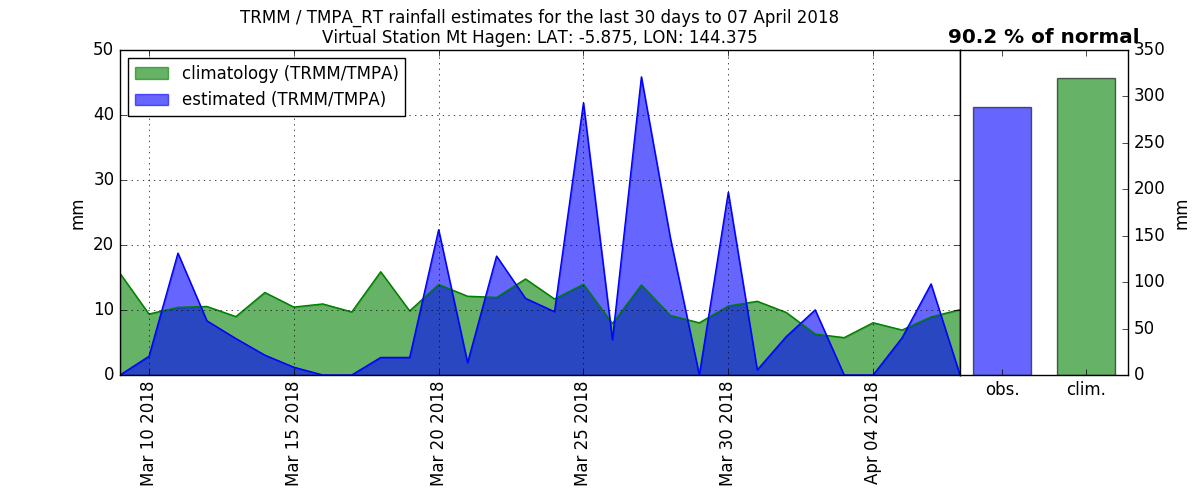 TRMM / TMPA_RT rainfall estimates for the last 30 days to 07 April 2018
Virtual Station Mt Hagen: LAT: -5.875, LON: 144.375
90.2 % of normal
climatology (TRMM/TMPA)
estimated (TRMM/TMPA)
50
40
30
20
10
0
mm
Mar 10 2018
Mar 15 2018
Mar 20 2018
Mar 25 2018
Mar 30 2018
Apr 04 2018
obs.
clim.
350
300
250
200
150
100
50
0
mm